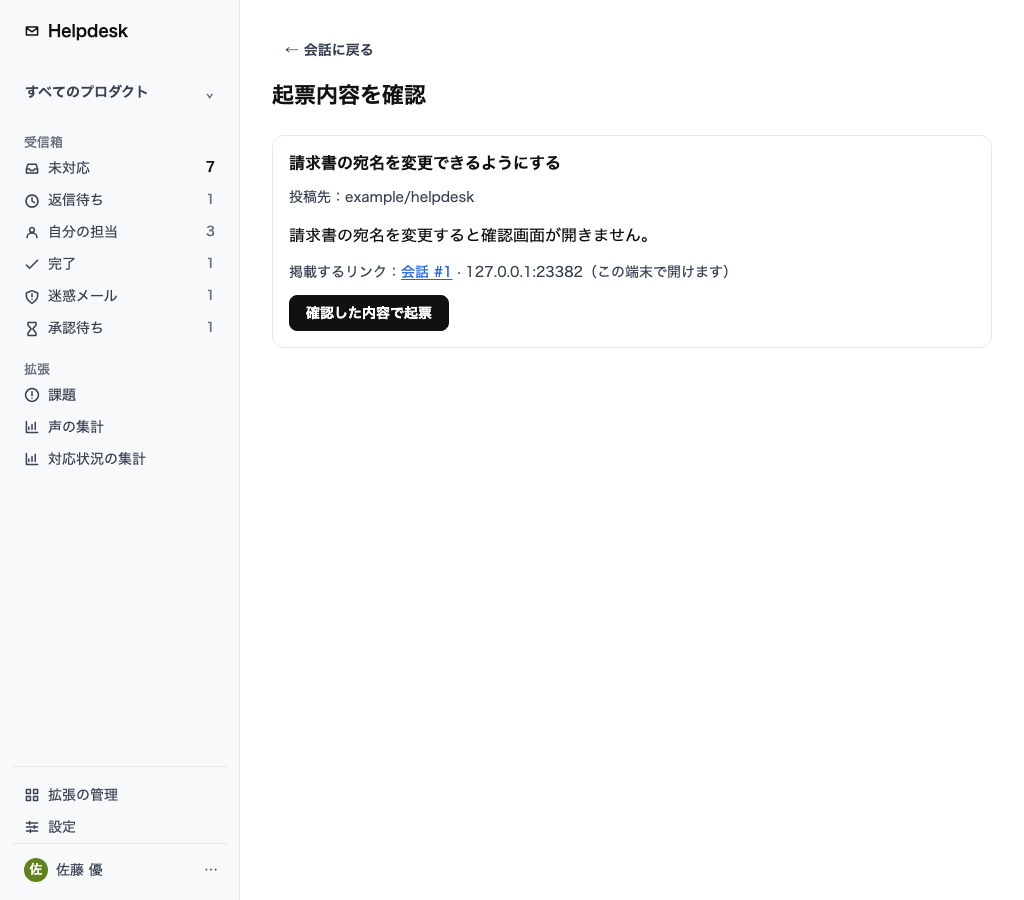 Helpdesk
すべてのプロダクト
受信箱
未対応 7
返信待ち 1
自分の担当 3
完了 1
迷惑メール 1
承認待ち 1
拡張
課題
声の集計
対応状況の集計
拡張の管理
設定
佐 佐藤 優 …
← 会話に戻る
起票内容を確認
請求書の宛名を変更できるようにする
投稿先：example/helpdesk
請求書の宛名を変更すると確認画面が開きません。
掲載するリンク：会話 #1 · 127.0.0.1:23382（この端末で開けます）
確認した内容で起票